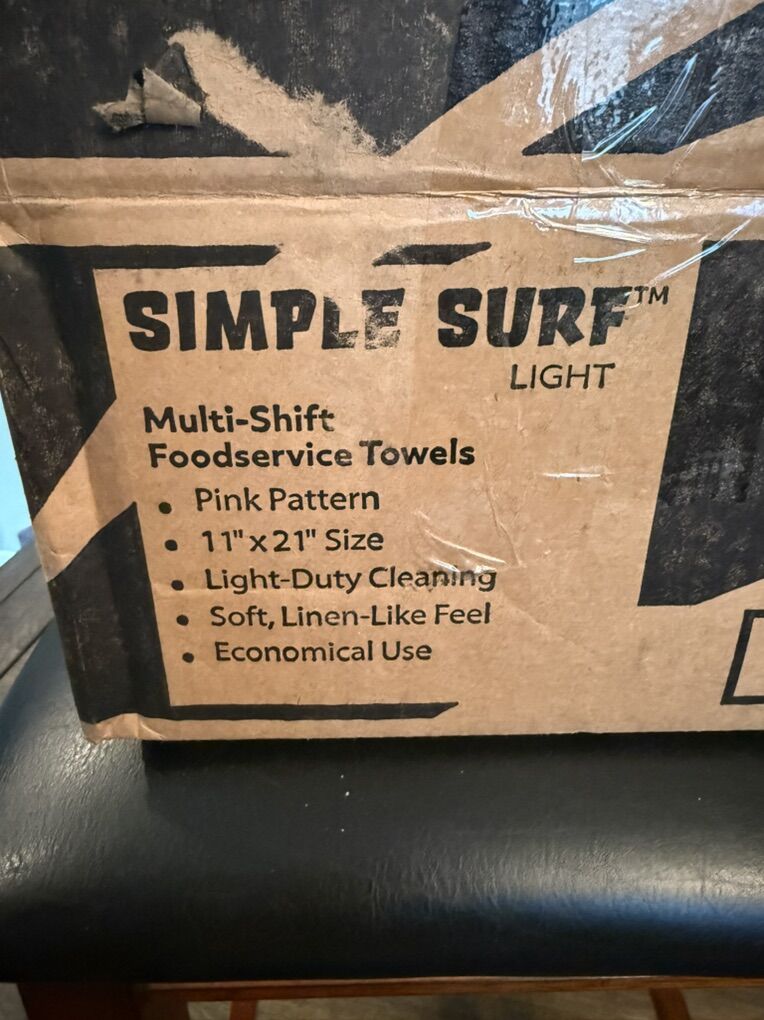 SIMPLE SURF™
LIGHT
Multi-Shift
Foodservice Towels
• Pink Pattern
• 11" x 21" Size
• Light-Duty Cleaning
• Soft, Linen-Like Feel
• Economical Use